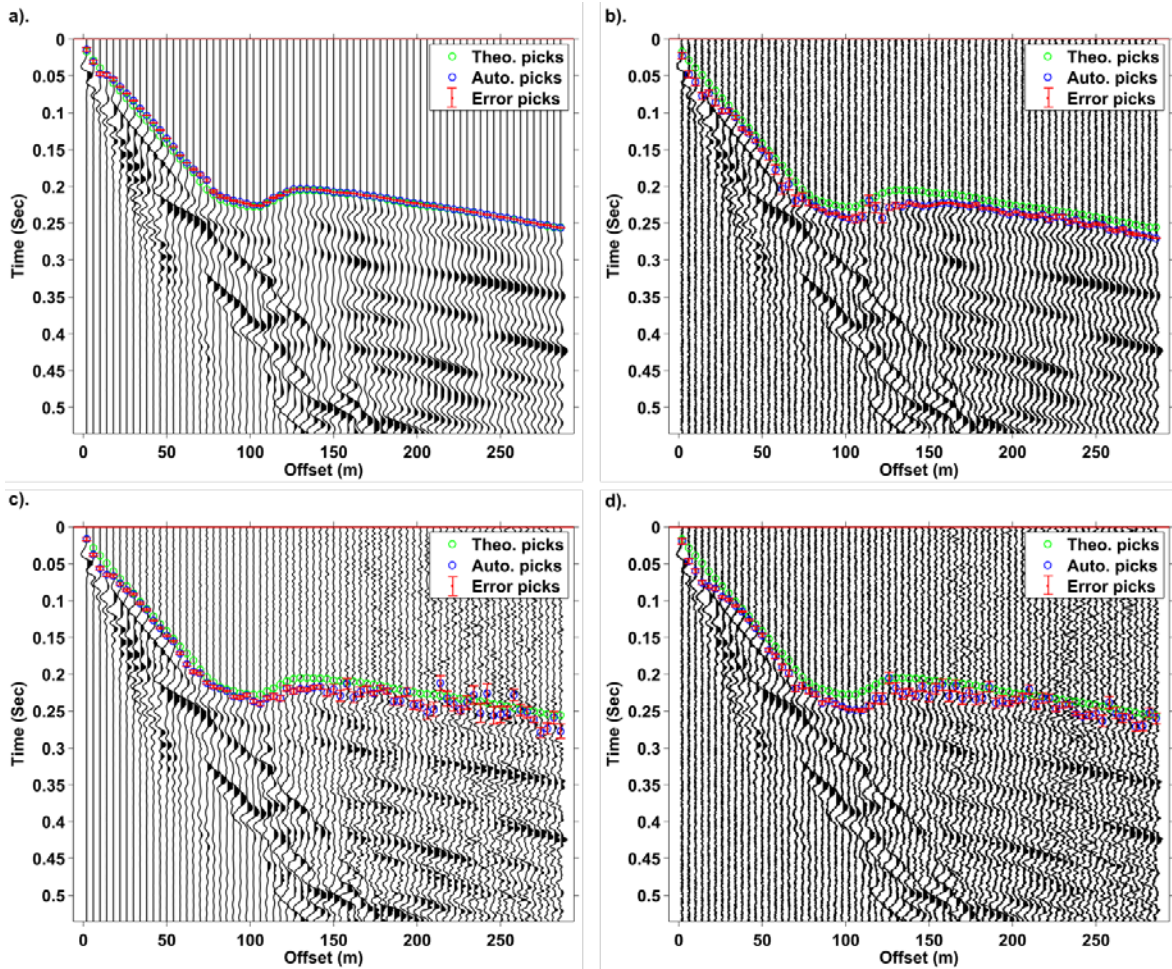 a).
0
0.05
0.1
0.15
0.2
0.25
0.3
0.35
0.4
0.45
0.5
Time (Sec)
Theo. picks
Auto. picks
Error picks
0 50 100 150 200 250
Offset (m)
b).
0
0.05
0.1
0.15
0.2
0.25
0.3
0.35
0.4
0.45
0.5
Time (Sec)
Theo. picks
Auto. picks
Error picks
0 50 100 150 200 250
Offset (m)
c).
0
0.05
0.1
0.15
0.2
0.25
0.3
0.35
0.4
0.45
0.5
Time (Sec)
Theo. picks
Auto. picks
Error picks
0 50 100 150 200 250
Offset (m)
d).
0
0.05
0.1
0.15
0.2
0.25
0.3
0.35
0.4
0.45
0.5
Time (Sec)
Theo. picks
Auto. picks
Error picks
0 50 100 150 200 250
Offset (m)